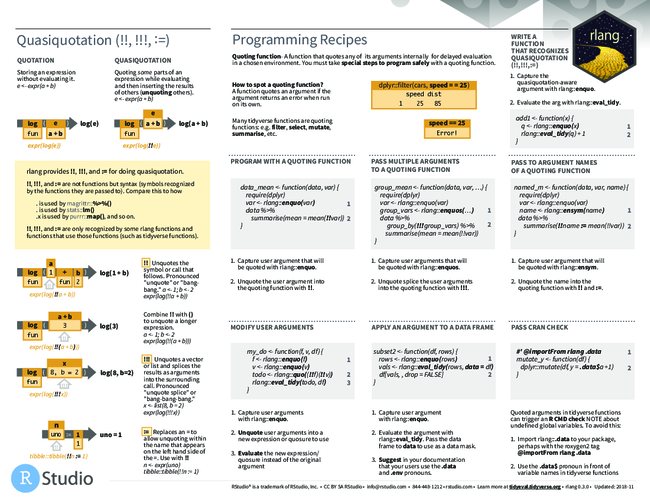 Quasiquotation (!!, !!!, :=)
QUOTATION
Storing an expression
without evaluating it.
e <- expr(a + b)
QUASIQUOTATION
Quoting some parts of an
expression while evaluating
and then inserting the results
of others (unquoting others).
e <- expr(a + b)
log e
fun a + b
log(e)
expr(log(e))
e
log a + b
fun
log(a + b)
expr(log(!!e))
rlang provides !!, !!!, and := for doing quasiquotation.
!!, !!!, and := are not functions but syntax (symbols recognized
by the functions they are passed to). Compare this to how
. is used by magrittr::%>%()
. is used by stats::lm()
.x is used by purrr::map(), and so on.
!!, !!!, and := are only recognized by some rlang functions and
functions that use those functions (such as tidyverse functions).
a
log 1 + b
fun fun 2
log(1 + b)
expr(log(!!a + b))
!! Unquotes the
symbol or call that
follows. Pronounced
"unquote" or "bang-
bang." a <- 1; b <- 2
expr(log(!!a + b))
a + b
log 3
fun
log(3)
expr(log(!!(a + b)))
Combine !! with ()
to unquote a longer
expression.
a <- 1; b <- 2
expr(log(!!(a + b)))
x
log 8, b = 2
fun
log(8, b=2)
expr(log(!!!x))
!!! Unquotes a vector
or list and splices the
results as arguments
into the surrounding
call. Pronounced
"unquote splice" or
"bang-bang-bang."
x <- list(8, b = 2)
expr(log(!!!x))
n
uno = 1
uno 1
uno = 1
tibble::tibble(!!n := 1)
:= Replaces an = to
allow unquoting within
the name that appears
on the left hand side of
the =. Use with !!
n <- expr(uno)
tibble::tibble(!!n := 1)
Programming Recipes
Quoting function- A function that quotes any of its arguments internally for delayed evaluation
in a chosen environment. You must take special steps to program safely with a quoting function.
How to spot a quoting function?
A function quotes an argument if the
argument returns an error when run
on its own.
Many tidyverse functions are quoting
functions: e.g. filter, select, mutate,
summarise, etc.
dplyr::filter(cars, speed == 25)
speed dist
1 25 85
speed == 25
Error!
WRITE A
FUNCTION
THAT RECOGNIZES
QUASIQUOTATION
(!!,!!!,:=)
rlang
1. Capture the
quasiquotation-aware
argument with rlang::enquo.
2. Evaluate the arg with rlang::eval_tidy.
add1 <- function(x) {
q <- rlang::enquo(x) 1
rlang::eval_tidy(q) + 1 2
}
PROGRAM WITH A QUOTING FUNCTION
data_mean <- function(data, var) {
require(dplyr)
var <- rlang::enquo(var) 1
data %>%
summarise(mean = mean(!!var)) 2
}
1. Capture user argument that will
be quoted with rlang::enquo.
2. Unquote the user argument into
the quoting function with !!.
PASS MULTIPLE ARGUMENTS
TO A QUOTING FUNCTION
group_mean <- function(data, var, …) {
require(dplyr)
var <- rlang::enquo(var)
group_vars <- rlang::enquos(…) 1
data %>%
group_by(!!!group_vars) %>% 2
summarise(mean = mean(!!var))
}
1. Capture user arguments that will
be quoted with rlang::enquos.
2. Unquote splice the user arguments
into the quoting function with !!!.
PASS TO ARGUMENT NAMES
OF A QUOTING FUNCTION
named_m <- function(data, var, name) {
require(dplyr)
var <- rlang::enquo(var)
name <- rlang::ensym(name) 1
data %>%
summarise(!!name := mean(!!var)) 2
}
1. Capture user argument that will
be quoted with rlang::ensym.
2. Unquote the name into the
quoting function with !! and :=.
MODIFY USER ARGUMENTS
my_do <- function(f, v, df) {
f <- rlang::enquo(f) 1
v <- rlang::enquo(v)
todo <- rlang::quo((!!f)(!!v)) 2
rlang::eval_tidy(todo, df) 3
}
1. Capture user arguments
with rlang::enquo.
2. Unquote user arguments into a
new expression or quosure to use
3. Evaluate the new expression/
quosure instead of the original
argument
APPLY AN ARGUMENT TO A DATA FRAME
subset2 <- function(df, rows) {
rows <- rlang::enquo(rows) 1
vals <- rlang::eval_tidy(rows, data = df) 2
df[vals, , drop = FALSE]
}
1. Capture user argument
with rlang::enquo.
2. Evaluate the argument with
rlang::eval_tidy. Pass the data
frame to data to use as a data mask.
3. Suggest in your documentation
that your users use the .data
and .env pronouns.
PASS CRAN CHECK
#' @importFrom rlang .data 1
mutate_y <- function(df) {
dplyr::mutate(df, y = .data$a +1) 2
}
Quoted arguments in tidyverse functions
can trigger an R CMD check NOTE about
undefined global variables. To avoid this:
1. Import rlang::.data to your package,
perhaps with the roxygen2 tag
@importFrom rlang .data
2. Use the .data$ pronoun in front of
variable names in tidyverse functions
R Studio
RStudio® is a trademark of RStudio, Inc. • CC BY SA RStudio • info@rstudio.com • 844-448-1212 • rstudio.com • Learn more at tidyeval.tidyverse.org • rlang 0.3.0 • Updated: 2018-11